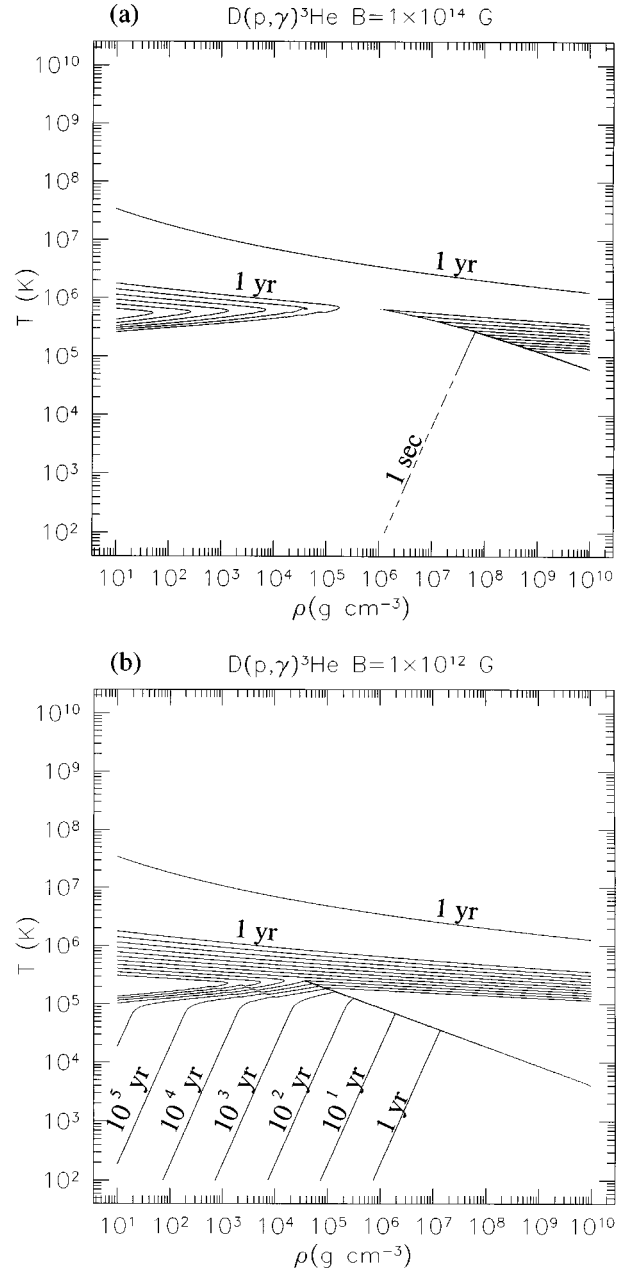 (a) D(p,γ)³He B=1×10¹⁴ G
10¹⁰
10⁹
10⁸
10⁷
10⁶
10⁵
10⁴
10³
10²
T (K)
1 yr
1 yr
1 sec
10¹ 10² 10³ 10⁴ 10⁵ 10⁶ 10⁷ 10⁸ 10⁹ 10¹⁰
ρ(g cm⁻³)
(b) D(p,γ)³He B=1×10¹² G
10¹⁰
10⁹
10⁸
10⁷
10⁶
10⁵
10⁴
10³
10²
T (K)
1 yr
1 yr
10⁵ yr
10⁴ yr
10³ yr
10² yr
10¹ yr
1 yr
10¹ 10² 10³ 10⁴ 10⁵ 10⁶ 10⁷ 10⁸ 10⁹ 10¹⁰
ρ(g cm⁻³)